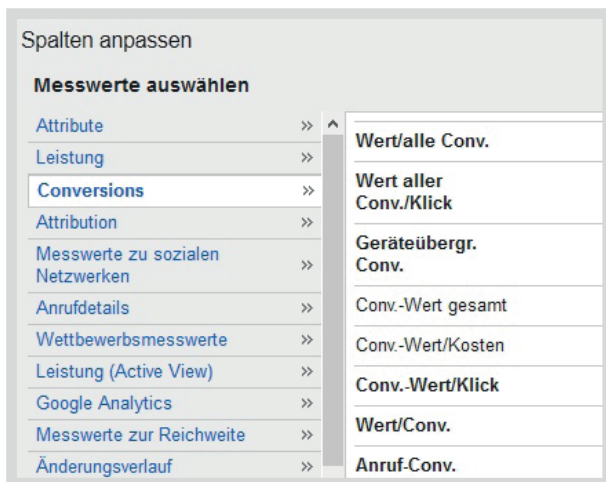 Spalten anpassen
Messwerte auswählen
Attribute »
Leistung »
Conversions »
Attribution »
Messwerte zu sozialen
Netzwerken »
Anrufdetails »
Wettbewerbsmesswerte »
Leistung (Active View) »
Google Analytics »
Messwerte zur Reichweite »
Änderungsverlauf »
Wert/alle Conv.
Wert aller
Conv./Klick
Geräteübergr.
Conv.
Conv.-Wert gesamt
Conv.-Wert/Kosten
Conv.-Wert/Klick
Wert/Conv.
Anruf-Conv.